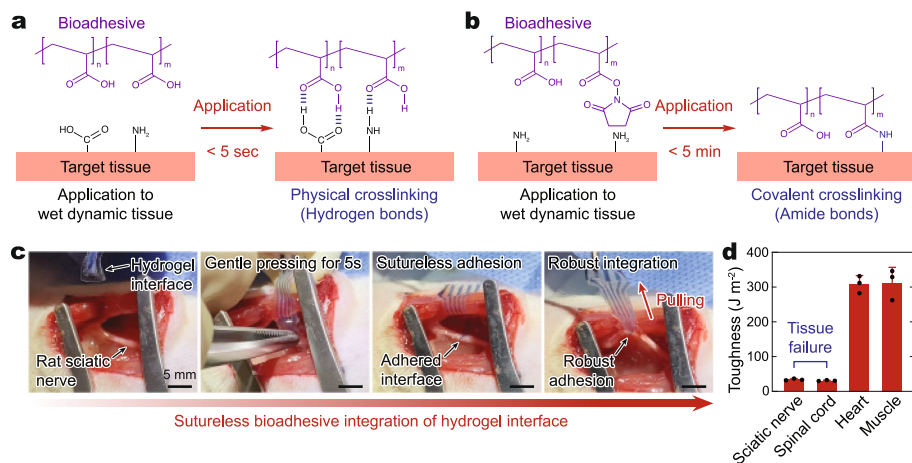 a
Bioadhesive
n
m
O
OH
O
OH
HO
O
C
NH₂
Target tissue
Application to
wet dynamic tissue
Application
< 5 sec
n
m
O
O
O
O
H
H
H
H
HO
O
C
NH
Target tissue
Physical crosslinking
(Hydrogen bonds)
b
Bioadhesive
n
m
O
OH
O
O
N
O
O
NH₂
NH₂
Target tissue
Application to
wet dynamic tissue
Application
< 5 min
n
m
O
OH
O
NH
Target tissue
Covalent crosslinking
(Amide bonds)
c
Hydrogel
interface
Rat sciatic
nerve
5 mm
Gentle pressing for 5s
Sutureless adhesion
Adhered
interface
Robust integration
Pulling
Robust
adhesion
Sutureless bioadhesive integration of hydrogel interface
d
Toughness (J m⁻²)
400
300
200
100
0
Tissue
failure
Sciatic nerve
Spinal cord
Heart
Muscle